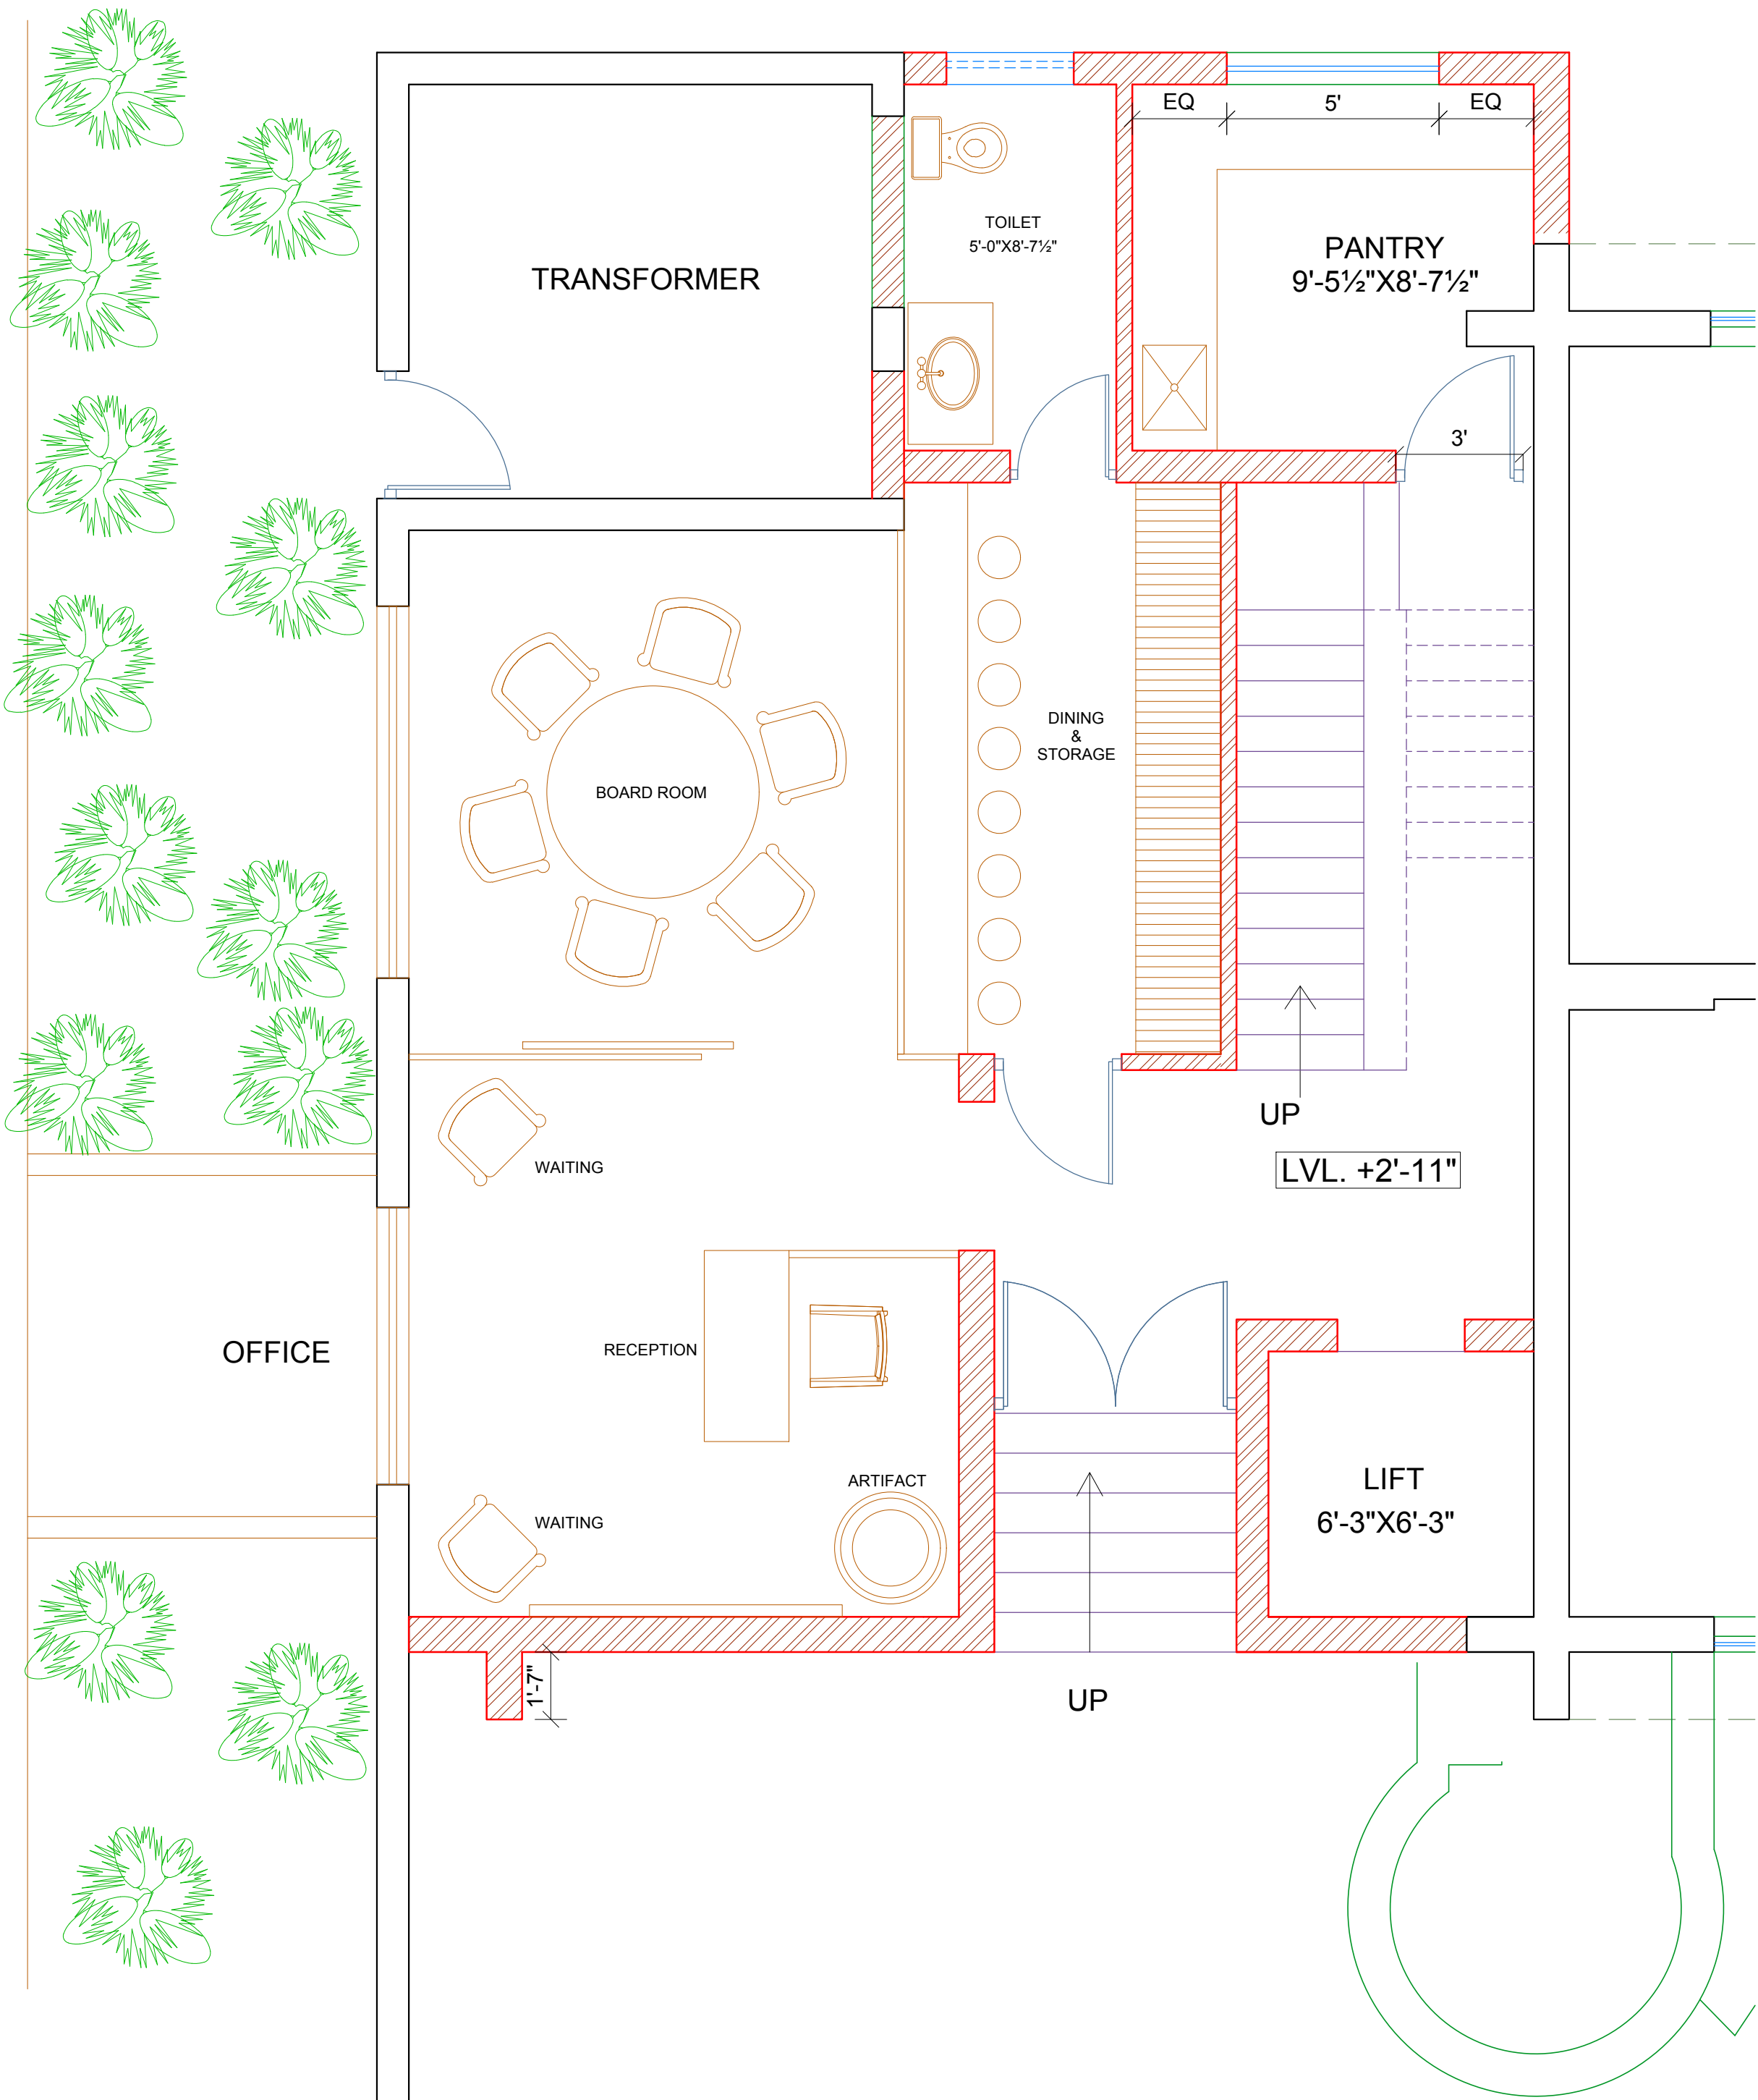 EQ
5'
EQ
TOILET
5'-0"X8'-7½"
PANTRY
9'-5½"X8'-7½"
TRANSFORMER
3'
DINING
&
STORAGE
BOARD ROOM
UP
WAITING
LVL. +2'-11"
OFFICE
RECEPTION
ARTIFACT
LIFT
6'-3"X6'-3"
WAITING
1'-7"
UP